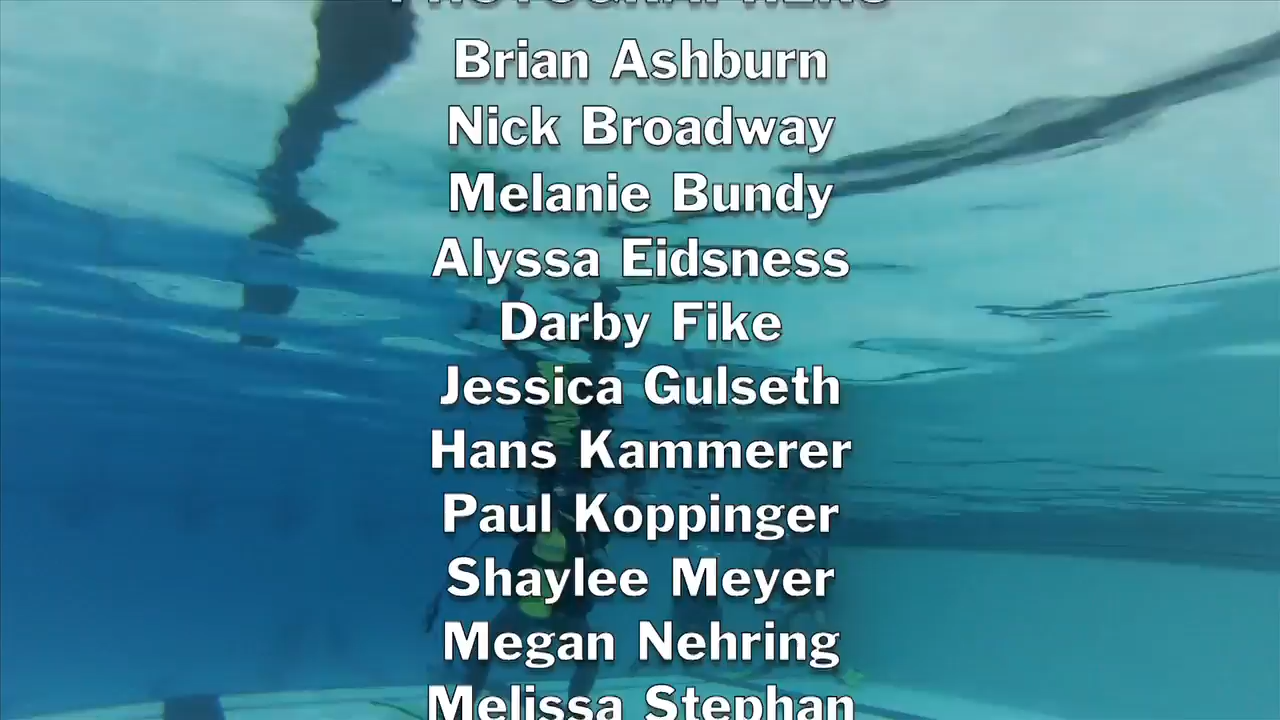 PHOTOGRAPHERS
Brian Ashburn
Nick Broadway
Melanie Bundy
Alyssa Eidsness
Darby Fike
Jessica Gulseth
Hans Kammerer
Paul Koppinger
Shaylee Meyer
Megan Nehring
Melissa Stephan